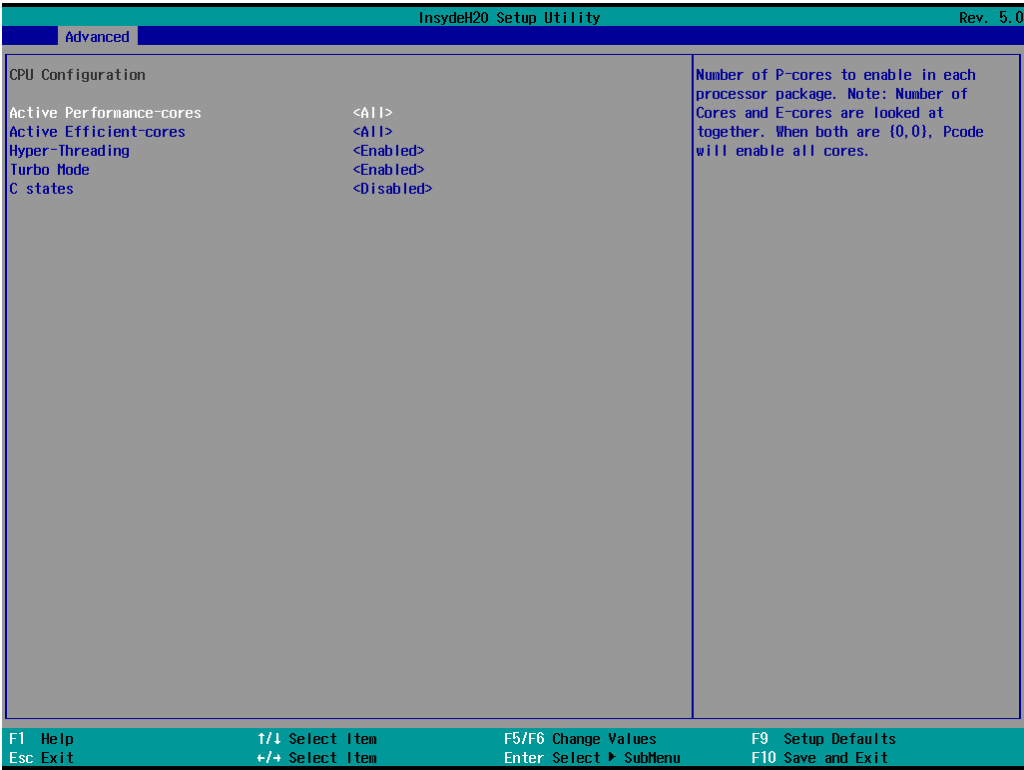 InsydeH20 Setup Utility Rev. 5.0
Advanced
CPU Configuration
Active Performance-cores <All>
Active Efficient-cores <All>
Hyper-Threading <Enabled>
Turbo Mode <Enabled>
C states <Disabled>
Number of P-cores to enable in each
processor package. Note: Number of
Cores and E-cores are looked at
together. When both are {0,0}, Pcode
will enable all cores.
F1 Help ↑/↓ Select Item F5/F6 Change Values F9 Setup Defaults
Esc Exit ←/→ Select Item Enter Select ▶ SubMenu F10 Save and Exit